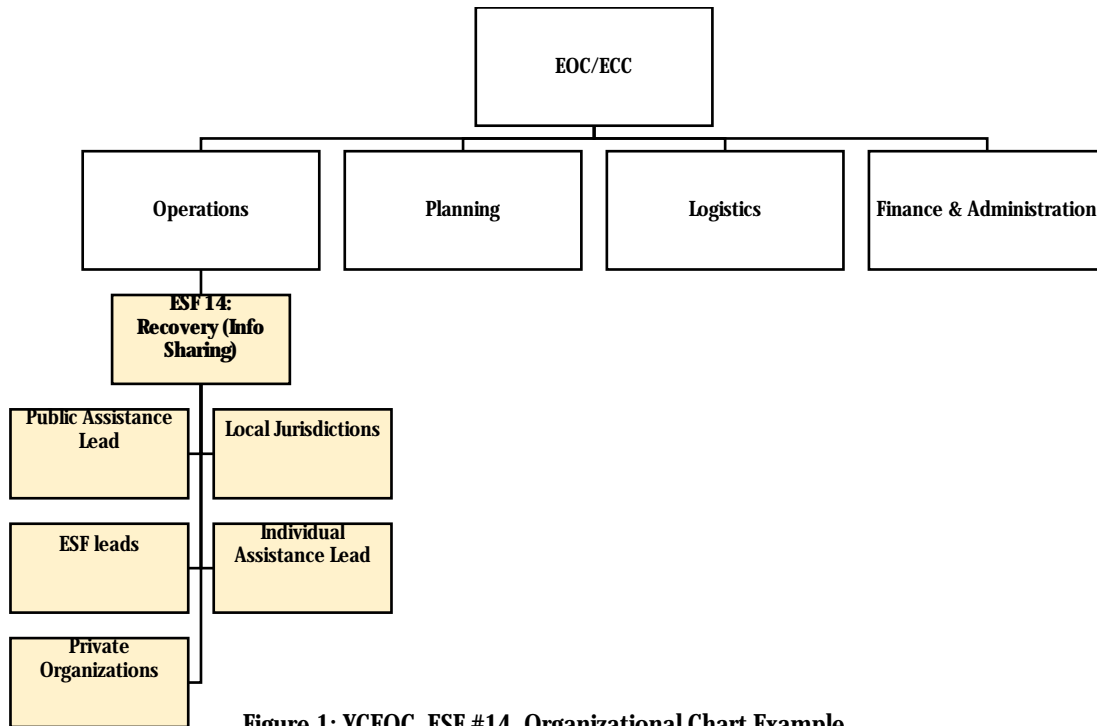 EOC/ECC
Operations
Planning
Logistics
Finance & Administration
ESF 14:
Recovery (Info
Sharing)
Public Assistance
Lead
Local Jurisdictions
ESF leads
Individual
Assistance Lead
Private
Organizations
Figure 1: YCEOC, ESF #14, Organizational Chart Example